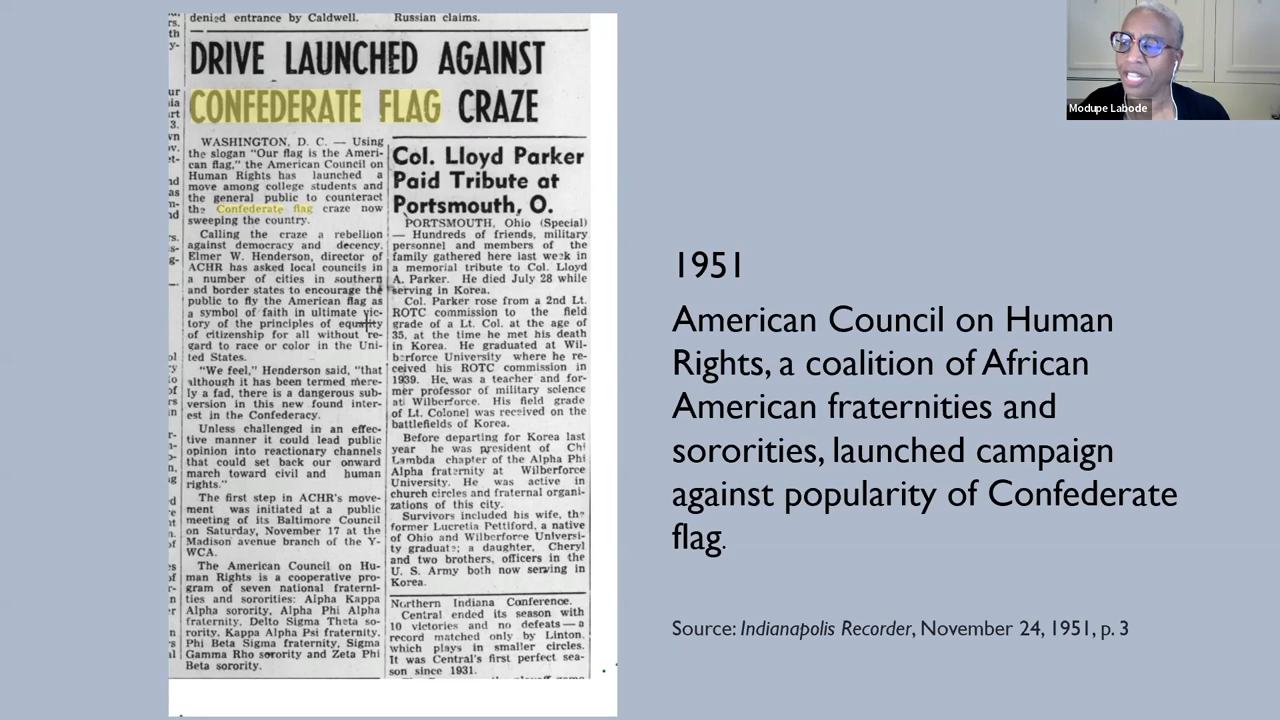 denied entrance by Caldwell.
Russian claims.
DRIVE LAUNCHED AGAINST
CONFEDERATE FLAG CRAZE
WASHINGTON, D. C. — Using
the slogan "Our flag is the Ameri-
can flag," the American Council on
Human Rights has launched a
move among college students and
the general public to counteract
the Confederate flag craze now
sweeping the country.
Calling the craze a rebellion
against democracy and decency,
Elmer W. Henderson, director of
ACHR has asked local councils in
a number of cities in southern
and border states to encourage the
public to fly the American flag as
a symbol of faith in ultimate vic-
tory of the principles of equality
of citizenship for all without re-
gard to race or color in the Uni-
ted States.
"We feel," Henderson said, "that
although it has been termed mere-
ly a fad, there is a dangerous sub-
version in this new found inter-
est in the Confederacy.
Unless challenged in an effec-
tive manner it could lead public
opinion into reactionary channels
that could set back our onward
march toward civil and human
rights."
The first step in ACHR's move-
ment was initiated at a public
meeting of its Baltimore Council
on Saturday, November 17 at the
Madison avenue branch of the Y-
WCA.
The American Council on Hu-
man Rights is a cooperative pro-
gram of seven national fraterni-
ties and sororities: Alpha Kappa
Alpha sorority, Alpha Phi Alpha
fraternity, Delto Sigma Theta so-
rority, Kappa Alpha Psi fraternity,
Phi Beta Sigma fraternity, Sigma
Gamma Rho sorority and Zeta Phi
Beta sorority.
Col. Lloyd Parker
Paid Tribute at
Portsmouth, O.
PORTSMOUTH, Ohio (Special)
— Hundreds of friends, military
personnel and members of the
family gathered here last week in
a memorial tribute to Col. Lloyd
A. Parker. He died July 28 while
serving in Korea.
Col. Parker rose from a 2nd Lt.
ROTC commission to the field
grade of a Lt. Col. at the age of
35, at the time he met his death
in Korea. He graduated at Wil-
berforce University where he re-
ceived his ROTC commission in
1939. He was a teacher and for-
mer professor of military science
at Wilberforce. His field grade
of Lt. Colonel was received on the
battlefields of Korea.
Before departing for Korea last
year he was president of Chi
Lambda chapter of the Alpha Phi
Alpha fraternity at Wilberforce
University. He was active in
church circles and fraternal organi-
zations of this city.
Survivors included his wife, the
former Lucretia Pettiford, a native
of Ohio and Wilberforce Universi-
ty graduate; a daughter, Cheryl
and two brothers, officers in the
U. S. Army both now serving in
Korea.
Northern Indiana Conference.
Central ended its season with
10 victories and no defeats—a
record matched only by Linton,
which plays in smaller circles.
It was Central's first perfect sea-
son since 1931.
1951
American Council on Human
Rights, a coalition of African
American fraternities and
sororities, launched campaign
against popularity of Confederate
flag.
Source: Indianapolis Recorder, November 24, 1951, p. 3
Modupe Labode